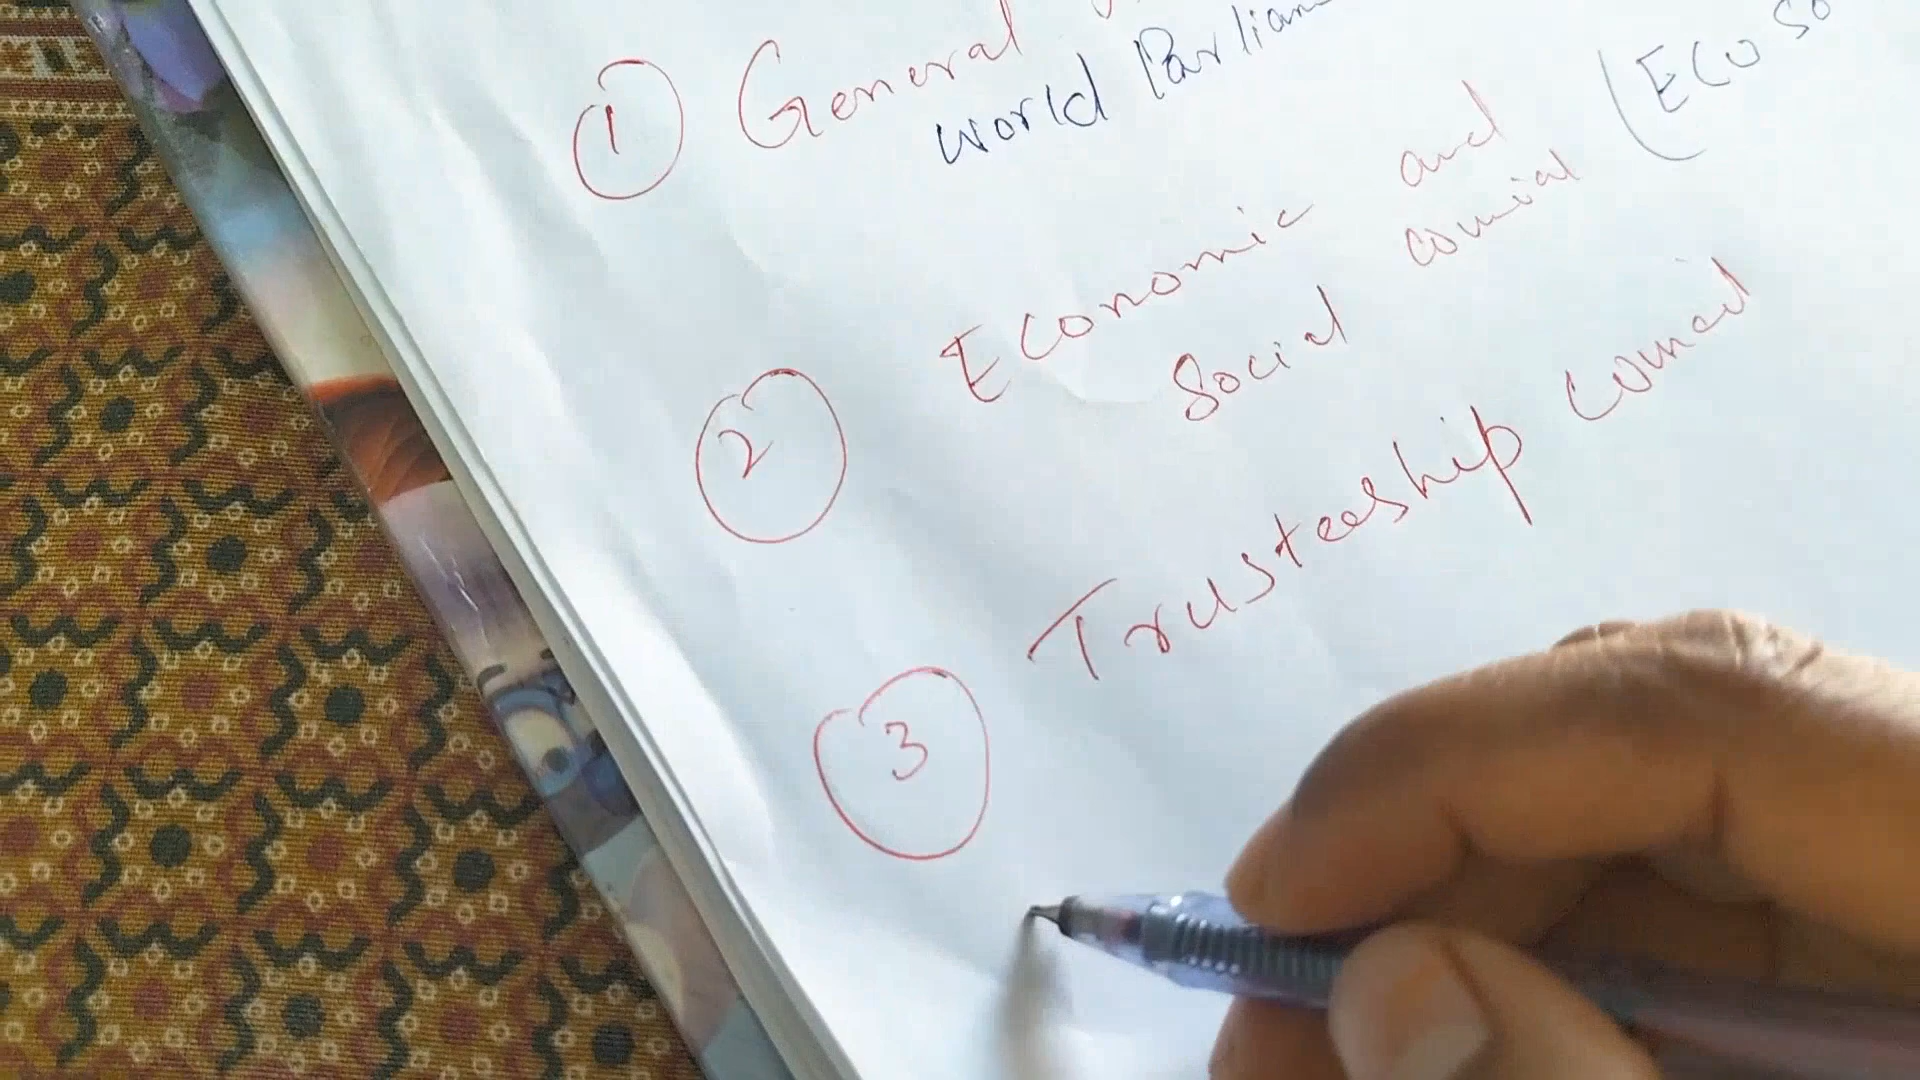 1 General
World Parliam
2 Economic and
Social council (ECOSO
3 Trusteeship council